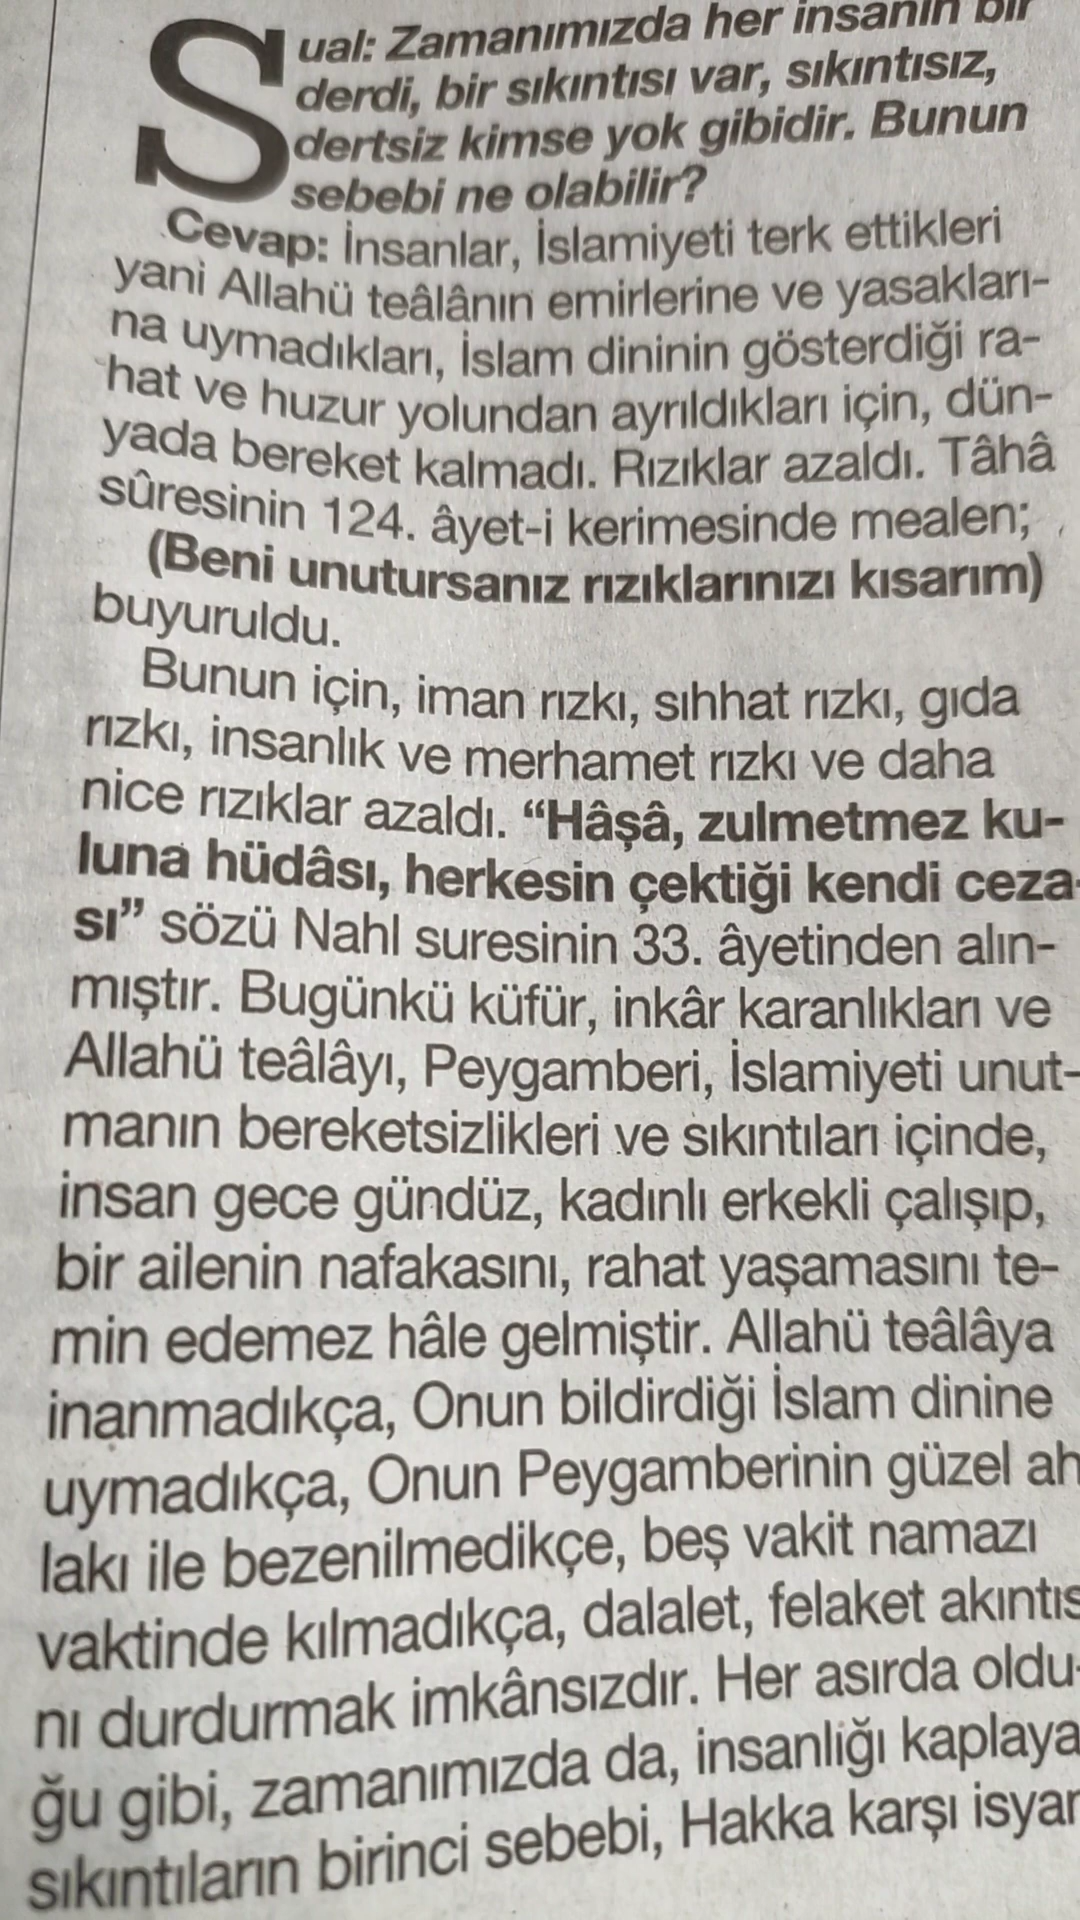 Sual: Zamanımızda her insanın bir
derdi, bir sıkıntısı var, sıkıntısız,
dertsiz kimse yok gibidir. Bunun
sebebi ne olabilir?
Cevap: İnsanlar, İslamiyeti terk ettikleri
yani Allahü teâlânın emirlerine ve yasakları-
na uymadıkları, İslam dininin gösterdiği ra-
hat ve huzur yolundan ayrıldıkları için, dün-
yada bereket kalmadı. Rızıklar azaldı. Tâhâ
sûresinin 124. âyet-i kerimesinde mealen;
(Beni unutursanız rızıklarınızı kısarım)
buyuruldu.
Bunun için, iman rızkı, sıhhat rızkı, gıda
rızkı, insanlık ve merhamet rızkı ve daha
nice rızıklar azaldı. “Hâşâ, zulmetmez ku-
luna hüdâsı, herkesin çektiği kendi ceza-
sı” sözü Nahl suresinin 33. âyetinden alın-
mıştır. Bugünkü küfür, inkâr karanlıkları ve
Allahü teâlâyı, Peygamberi, İslamiyeti unut-
manın bereketsizlikleri ve sıkıntıları içinde,
insan gece gündüz, kadınlı erkekli çalışıp,
bir ailenin nafakasını, rahat yaşamasını te-
min edemez hâle gelmiştir. Allahü teâlâya
inanmadıkça, Onun bildirdiği İslam dinine
uymadıkça, Onun Peygamberinin güzel ah
lakı ile bezenilmedikçe, beş vakit namazı
vaktinde kılmadıkça, dalalet, felaket akıntıs
nı durdurmak imkânsızdır. Her asırda oldu-
ğu gibi, zamanımızda da, insanlığı kaplaya
sıkıntıların birinci sebebi, Hakka karşı isyan